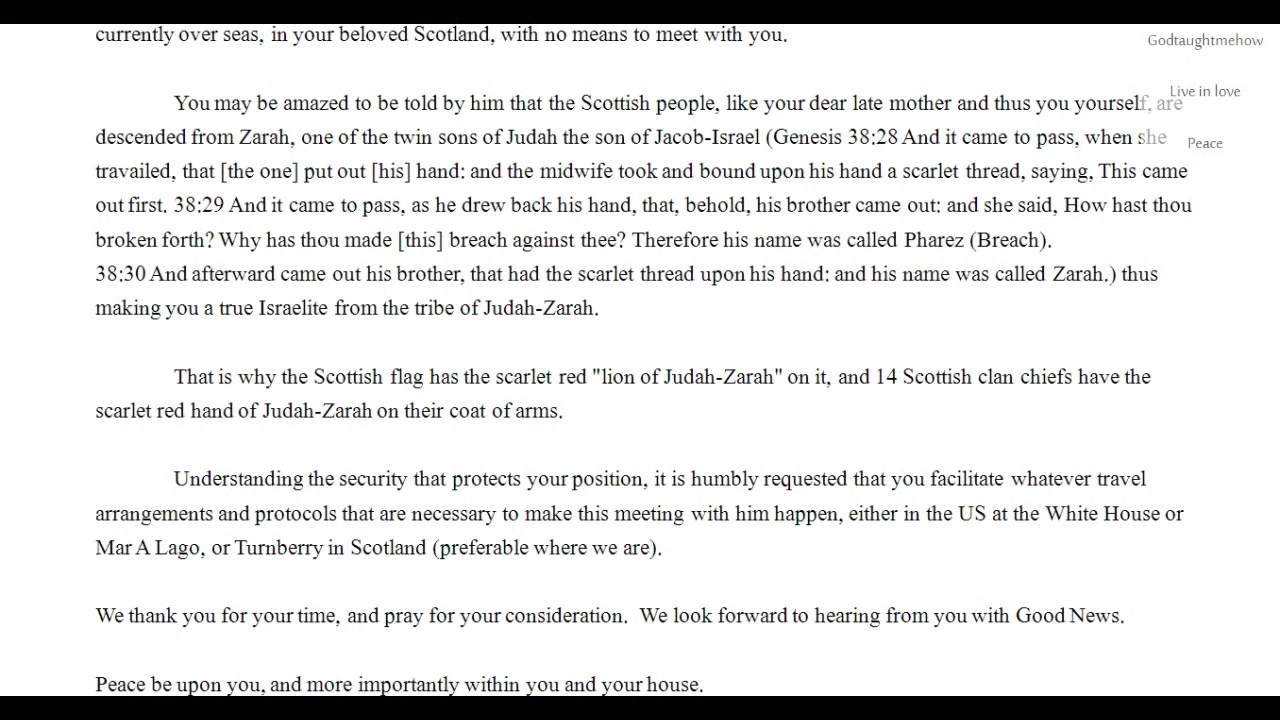 currently over seas, in your beloved Scotland, with no means to meet with you.
Godtaughtmehow
Live in love
You may be amazed to be told by him that the Scottish people, like your dear late mother and thus you yourself, are
descended from Zarah, one of the twin sons of Judah the son of Jacob-Israel (Genesis 38:28 And it came to pass, when she
Peace
travailed, that [the one] put out [his] hand: and the midwife took and bound upon his hand a scarlet thread, saying, This came
out first. 38:29 And it came to pass, as he drew back his hand, that, behold, his brother came out: and she said, How hast thou
broken forth? Why has thou made [this] breach against thee? Therefore his name was called Pharez (Breach).
38:30 And afterward came out his brother, that had the scarlet thread upon his hand: and his name was called Zarah.) thus
making you a true Israelite from the tribe of Judah-Zarah.
That is why the Scottish flag has the scarlet red "lion of Judah-Zarah" on it, and 14 Scottish clan chiefs have the
scarlet red hand of Judah-Zarah on their coat of arms.
Understanding the security that protects your position, it is humbly requested that you facilitate whatever travel
arrangements and protocols that are necessary to make this meeting with him happen, either in the US at the White House or
Mar A Lago, or Turnberry in Scotland (preferable where we are).
We thank you for your time, and pray for your consideration.  We look forward to hearing from you with Good News.
Peace be upon you, and more importantly within you and your house.